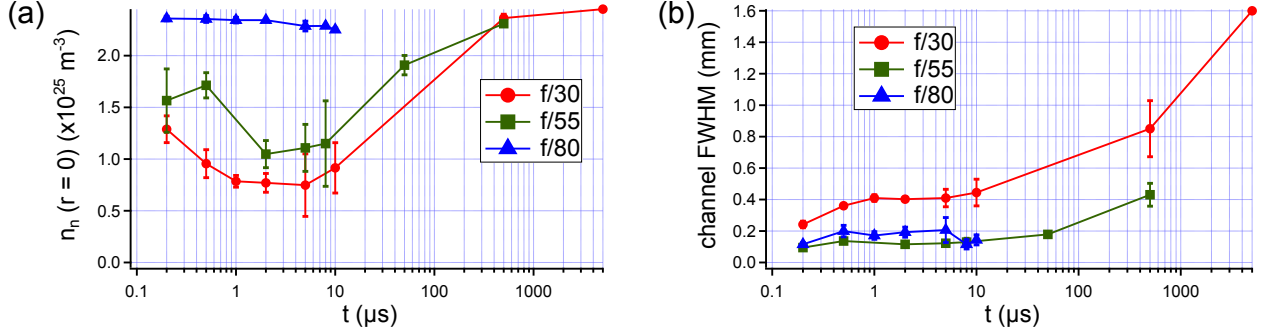 (a)
n_n (r = 0) (x10^25 m^-3)
2.0
1.5
1.0
0.5
0.0
f/30
f/55
f/80
0.1
1
10
100
1000
t (µs)
(b)
channel FWHM (mm)
1.6
1.4
1.2
1.0
0.8
0.6
0.4
0.2
0.0
f/30
f/55
f/80
0.1
1
10
100
1000
t (µs)